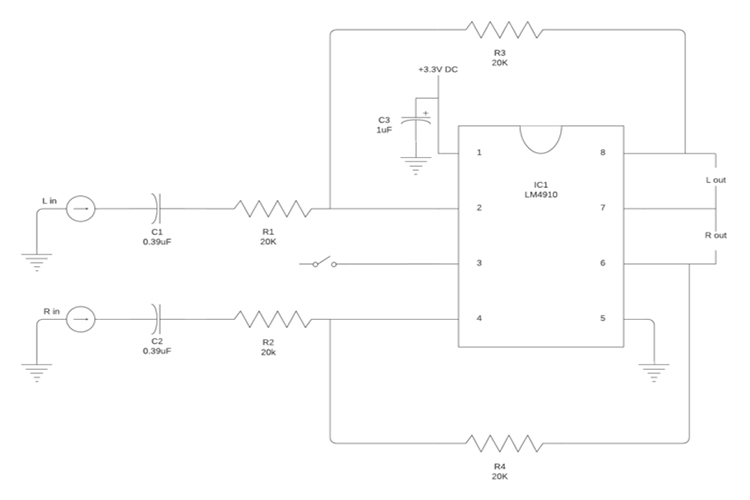 R3
20K
+3.3V DC
C3
1uF
+
1
8
IC1
LM4910
L out
L in
2
7
C1
0.39uF
R1
20K
R out
3
6
R in
4
5
C2
0.39uF
R2
20k
R4
20K